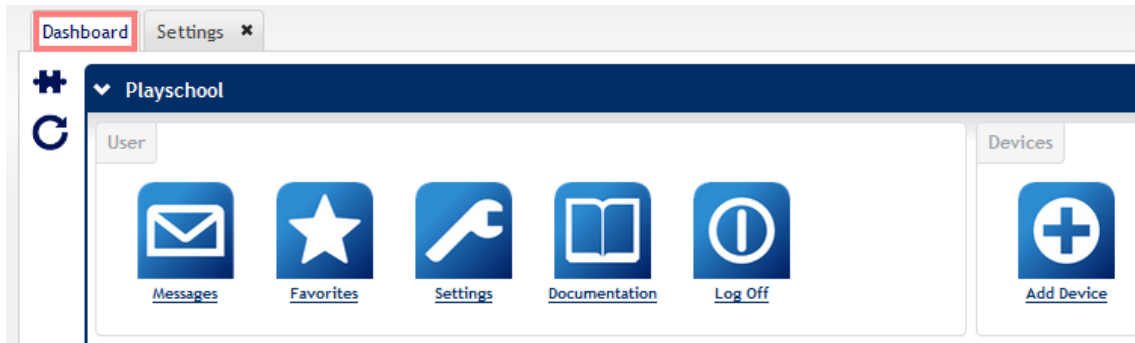 Dashboard Settings ✖
Playschool
User Devices
Messages Favorites Settings Documentation Log Off Add Device